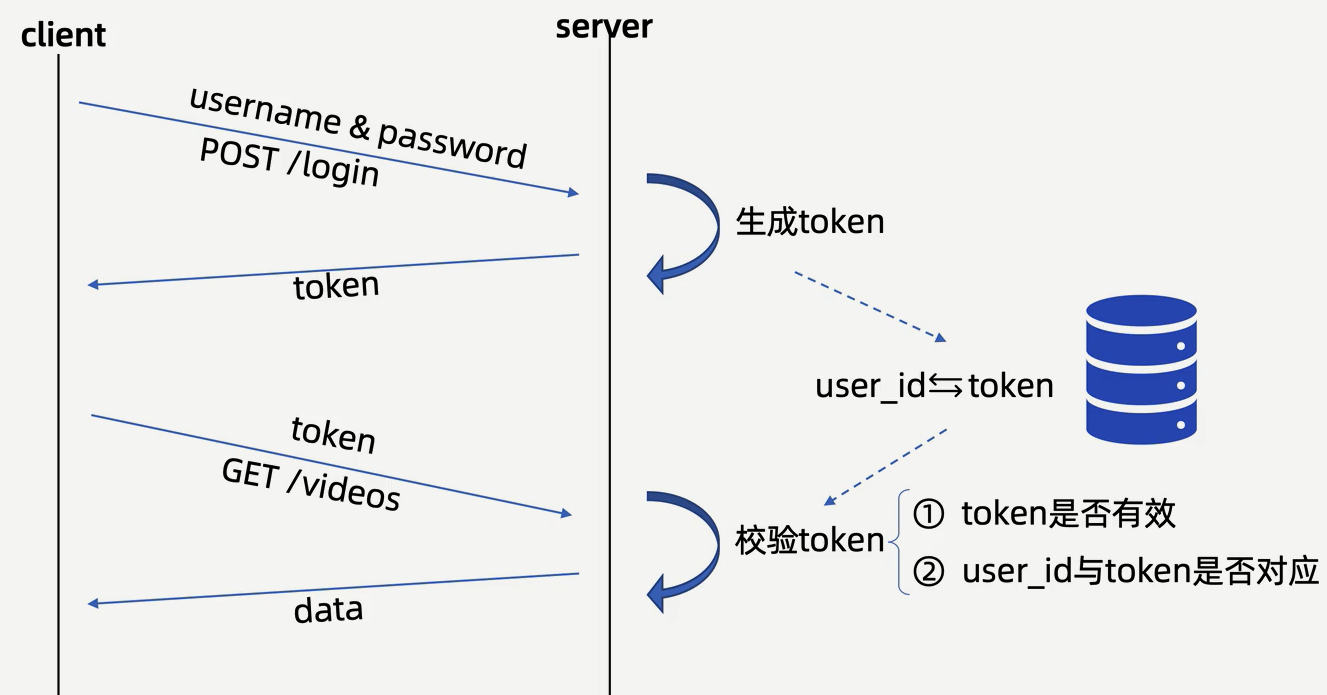 client
server
username & password
POST /login
生成token
token
user_id⇆token
token
GET /videos
校验token
① token是否有效
② user_id与token是否对应
data